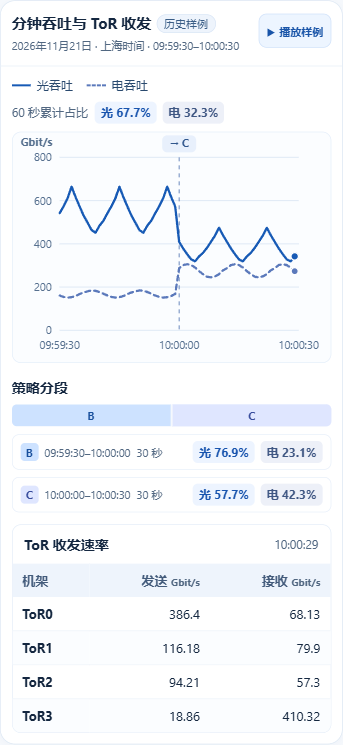 分钟吞吐与 ToR 收发 历史样例
▶ 播放样例
2026年11月21日 · 上海时间 · 09:59:30–10:00:30
光吞吐 电吞吐
60 秒累计占比 光 67.7% 电 32.3%
Gbit/s
→ C
800
600
400
200
0
09:59:30 10:00:00 10:00:30
策略分段
B C
B 09:59:30–10:00:00 30 秒 光 76.9% 电 23.1%
C 10:00:00–10:00:30 30 秒 光 57.7% 电 42.3%
ToR 收发速率 10:00:29
机架 发送 Gbit/s 接收 Gbit/s
ToR0 386.4 68.13
ToR1 116.18 79.9
ToR2 94.21 57.3
ToR3 18.86 410.32